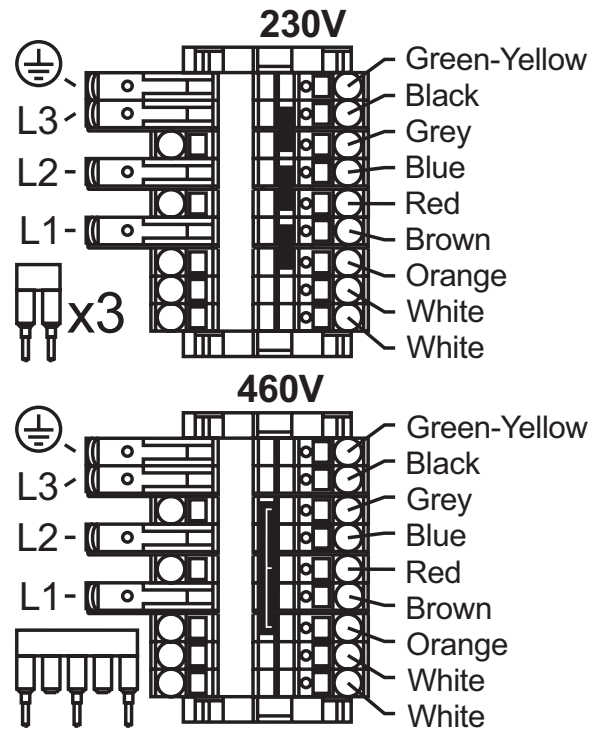 230V
Green-Yellow
L3
Black
Grey
L2
Blue
Red
L1
Brown
Orange
x3
White
White
460V
Green-Yellow
L3
Black
Grey
L2
Blue
Red
L1
Brown
Orange
White
White